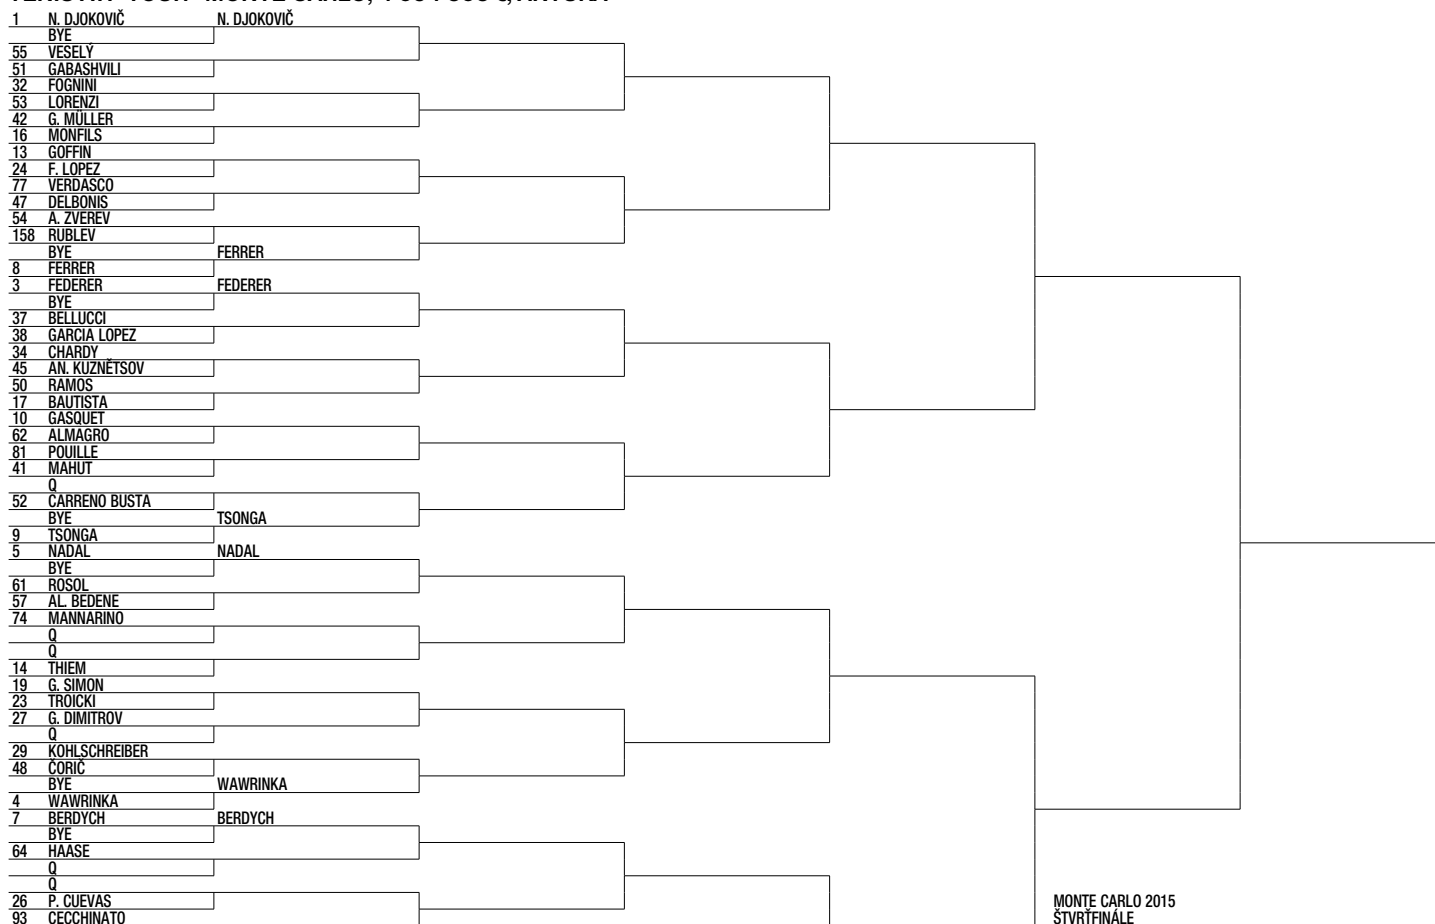 1 N. DJOKOVIČ N. DJOKOVIČ
BYE
55 VESELÝ
51 GABASHVILI
32 FOGNINI
53 LORENZI
42 G. MÜLLER
16 MONFILS
13 GOFFIN
24 F. LOPEZ
77 VERDASCO
47 DELBONIS
54 A. ZVEREV
158 RUBLEV
BYE FERRER
8 FERRER
3 FEDERER FEDERER
BYE
37 BELLUCCI
38 GARCIA LOPEZ
34 CHARDY
45 AN. KUZNĚTSOV
50 RAMOS
17 BAUTISTA
10 GASQUET
62 ALMAGRO
81 POUILLE
41 MAHUT
Q
52 CARRENO BUSTA
BYE TSONGA
9 TSONGA
5 NADAL NADAL
BYE
61 ROSOL
57 AL. BEDENE
74 MANNARINO
Q
Q
14 THIEM
19 G. SIMON
23 TROICKI
27 G. DIMITROV
Q
29 KOHLSCHREIBER
48 ČORIČ
BYE WAWRINKA
4 WAWRINKA
7 BERDYCH BERDYCH
BYE
64 HAASE
Q
Q
26 P. CUEVAS
93 CECCHINATO
MONTE CARLO 2015
ŠTVRŤFINÁLE